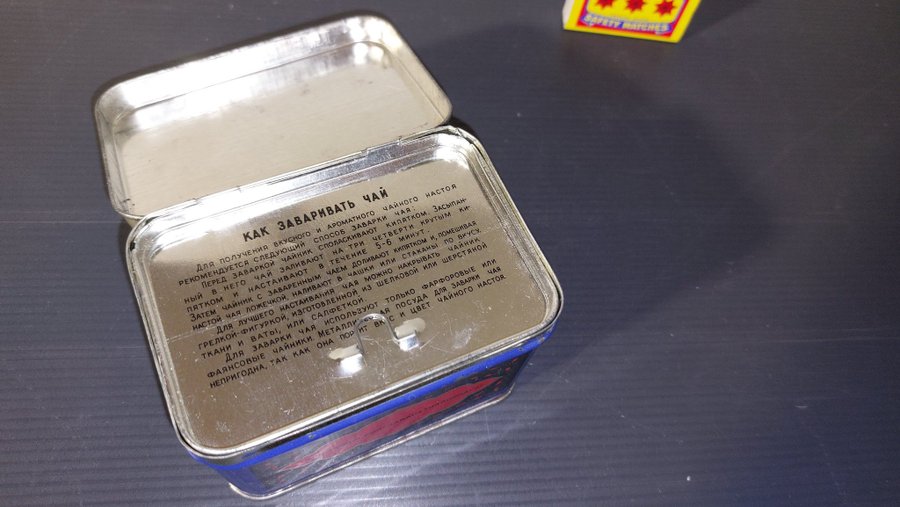 SAFETY MATCHES
КАК ЗАВАРИВАТЬ ЧАЙ
Для получения вкусного и ароматного чайного настоя
рекомендуется следующий способ заварки чая:
Перед заваркой чайник споласкивают кипятком. Засыпан-
ный в него чай заливают на три четверти крутым ки-
пятком и настаивают в течение 5-6 минут.
Затем чайник с заваренным чаем доливают кипятком и, помешивая
настой чая ложечкой, наливают в чашки или стаканы по вкусу.
Для лучшего настаивания чая можно накрывать чайник
грелкой-фигуркой, изготовленной из шелковой или шерстяной
ткани и ваты, или салфеткой.
Для заварки чая используют только фарфоровые или
фаянсовые чайники. Металлическая посуда для заварки чая
непригодна, так как она портит вкус и цвет чайного настоя